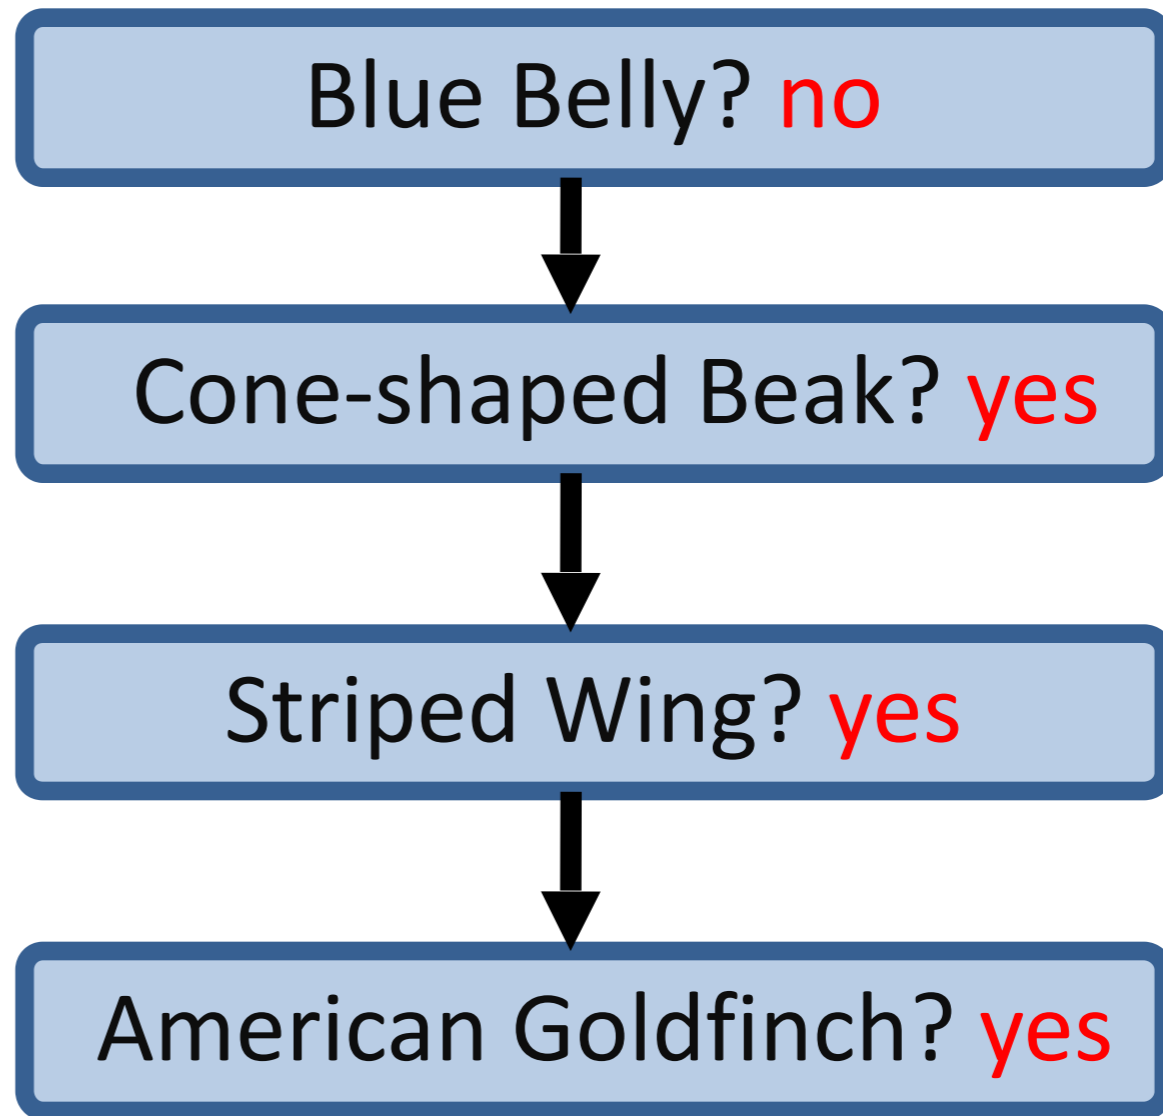 Blue Belly? no
Cone-shaped Beak? yes
Striped Wing? yes
American Goldfinch? yes